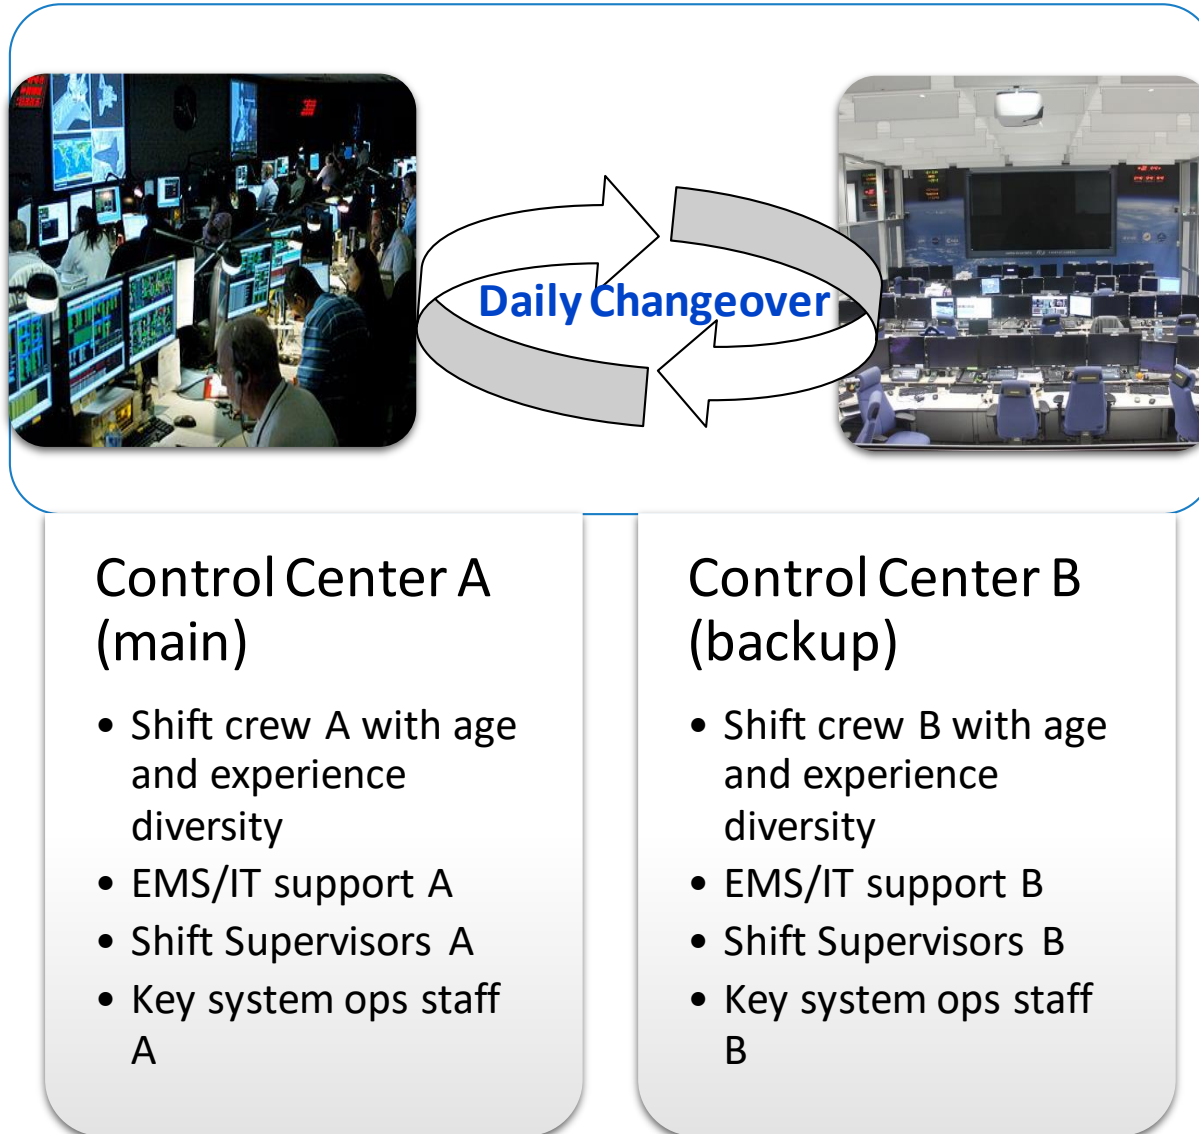 Daily Changeover
Control Center A
(main)
• Shift crew A with age
and experience
diversity
• EMS/IT support A
• Shift Supervisors A
• Key system ops staff
A
Control Center B
(backup)
• Shift crew B with age
and experience
diversity
• EMS/IT support B
• Shift Supervisors B
• Key system ops staff
B